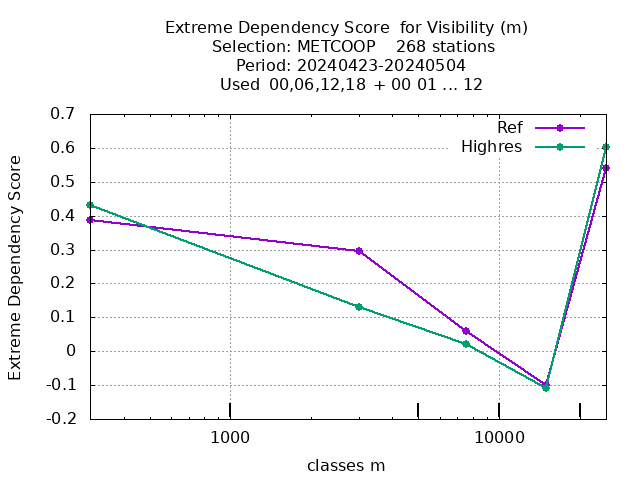 Extreme Dependency Score  for Visibility (m)
Selection: METCOOP    268 stations
Period: 20240423-20240504
Used  00,06,12,18  + 00 01 ... 12
Ref
Highres
0.7
0.6
0.5
0.4
0.3
0.2
0.1
0
-0.1
-0.2
Extreme Dependency Score
1000
10000
classes m